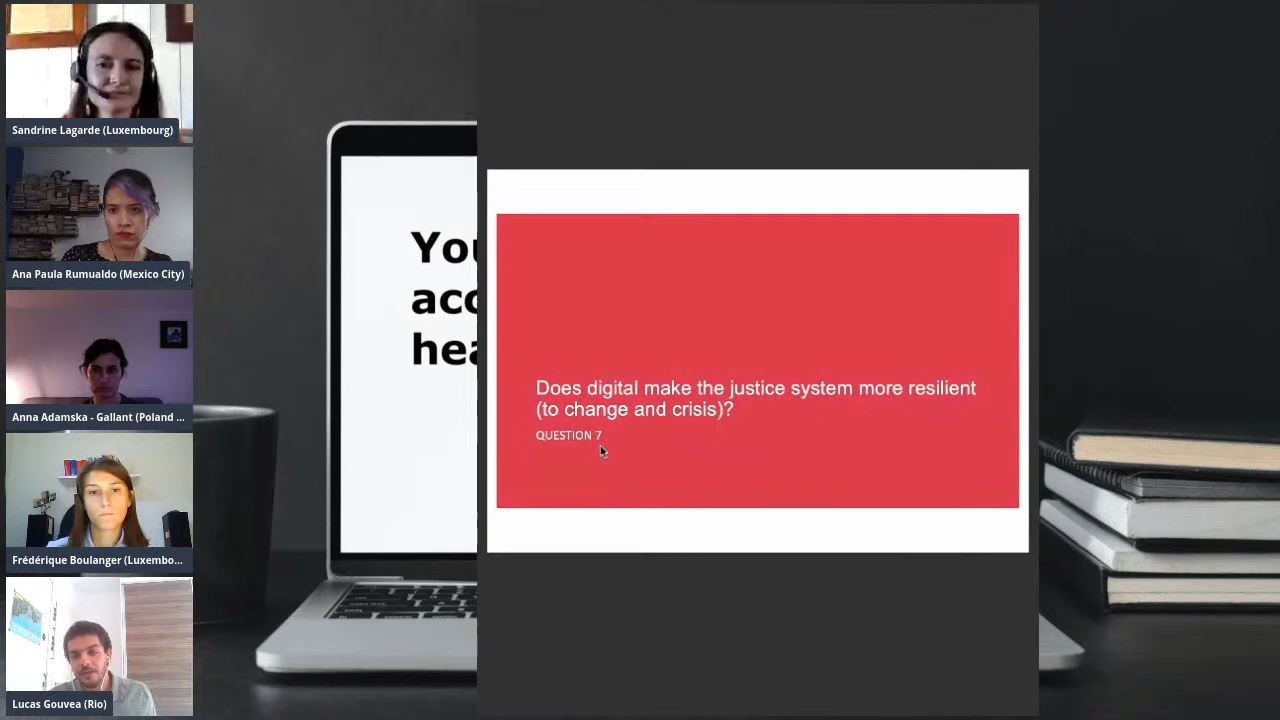 Sandrine Lagarde (Luxembourg)
Ana Paula Rumualdo (Mexico City)
Anna Adamska - Gallant (Poland ...
Frédérique Boulanger (Luxembo...
Lucas Gouvea (Rio)
You
acc
hea
Does digital make the justice system more resilient
(to change and crisis)?
QUESTION 7